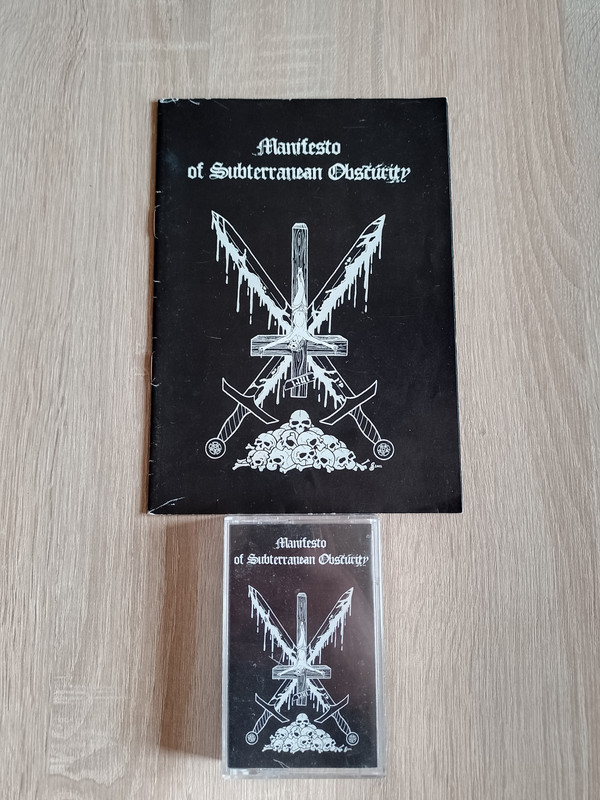 Manifesto
of Subterranean Obscurity
Manifesto
of Subterranean Obscurity